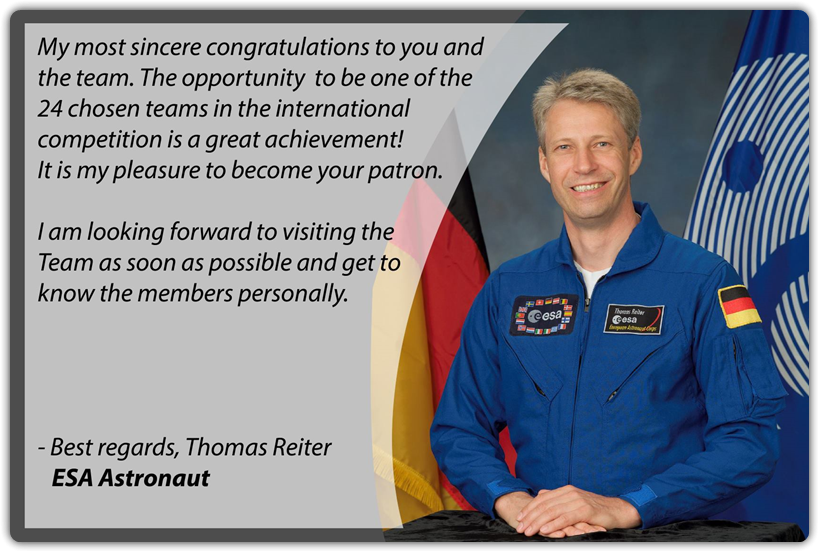 My most sincere congratulations to you and
the team. The opportunity  to be one of the
24 chosen teams in the international
competition is a great achievement!
It is my pleasure to become your patron.
I am looking forward to visiting the
Team as soon as possible and get to
know the members personally.
- Best regards, Thomas Reiter
ESA Astronaut
esa
Thomas Reiter
esa
European Astronaut Corps